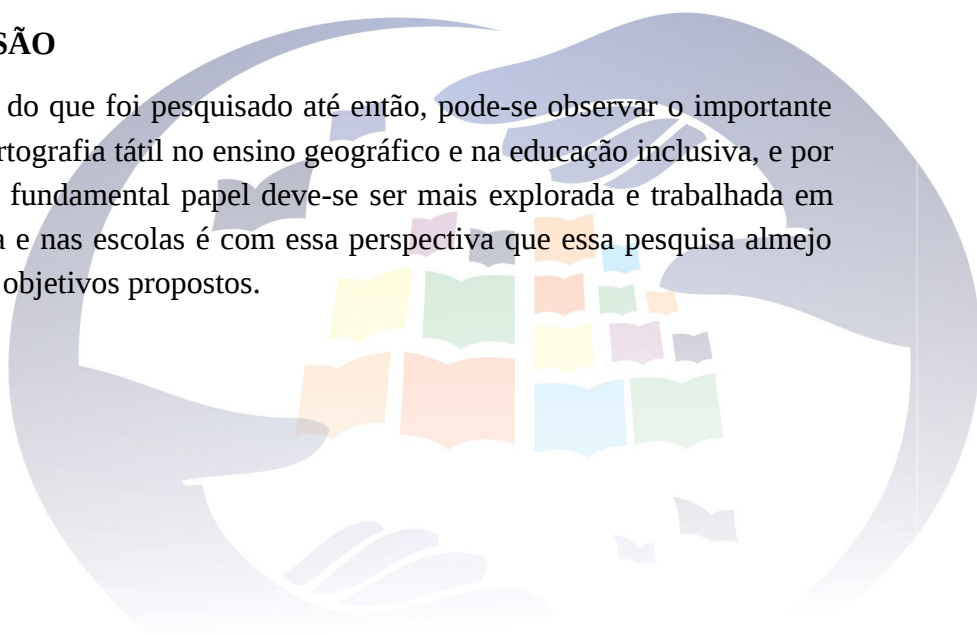 SÃO
do que foi pesquisado até então, pode-se observar o importante
rtografia tátil no ensino geográfico e na educação inclusiva, e por
fundamental papel deve-se ser mais explorada e trabalhada em
a e nas escolas é com essa perspectiva que essa pesquisa almejo
objetivos propostos.